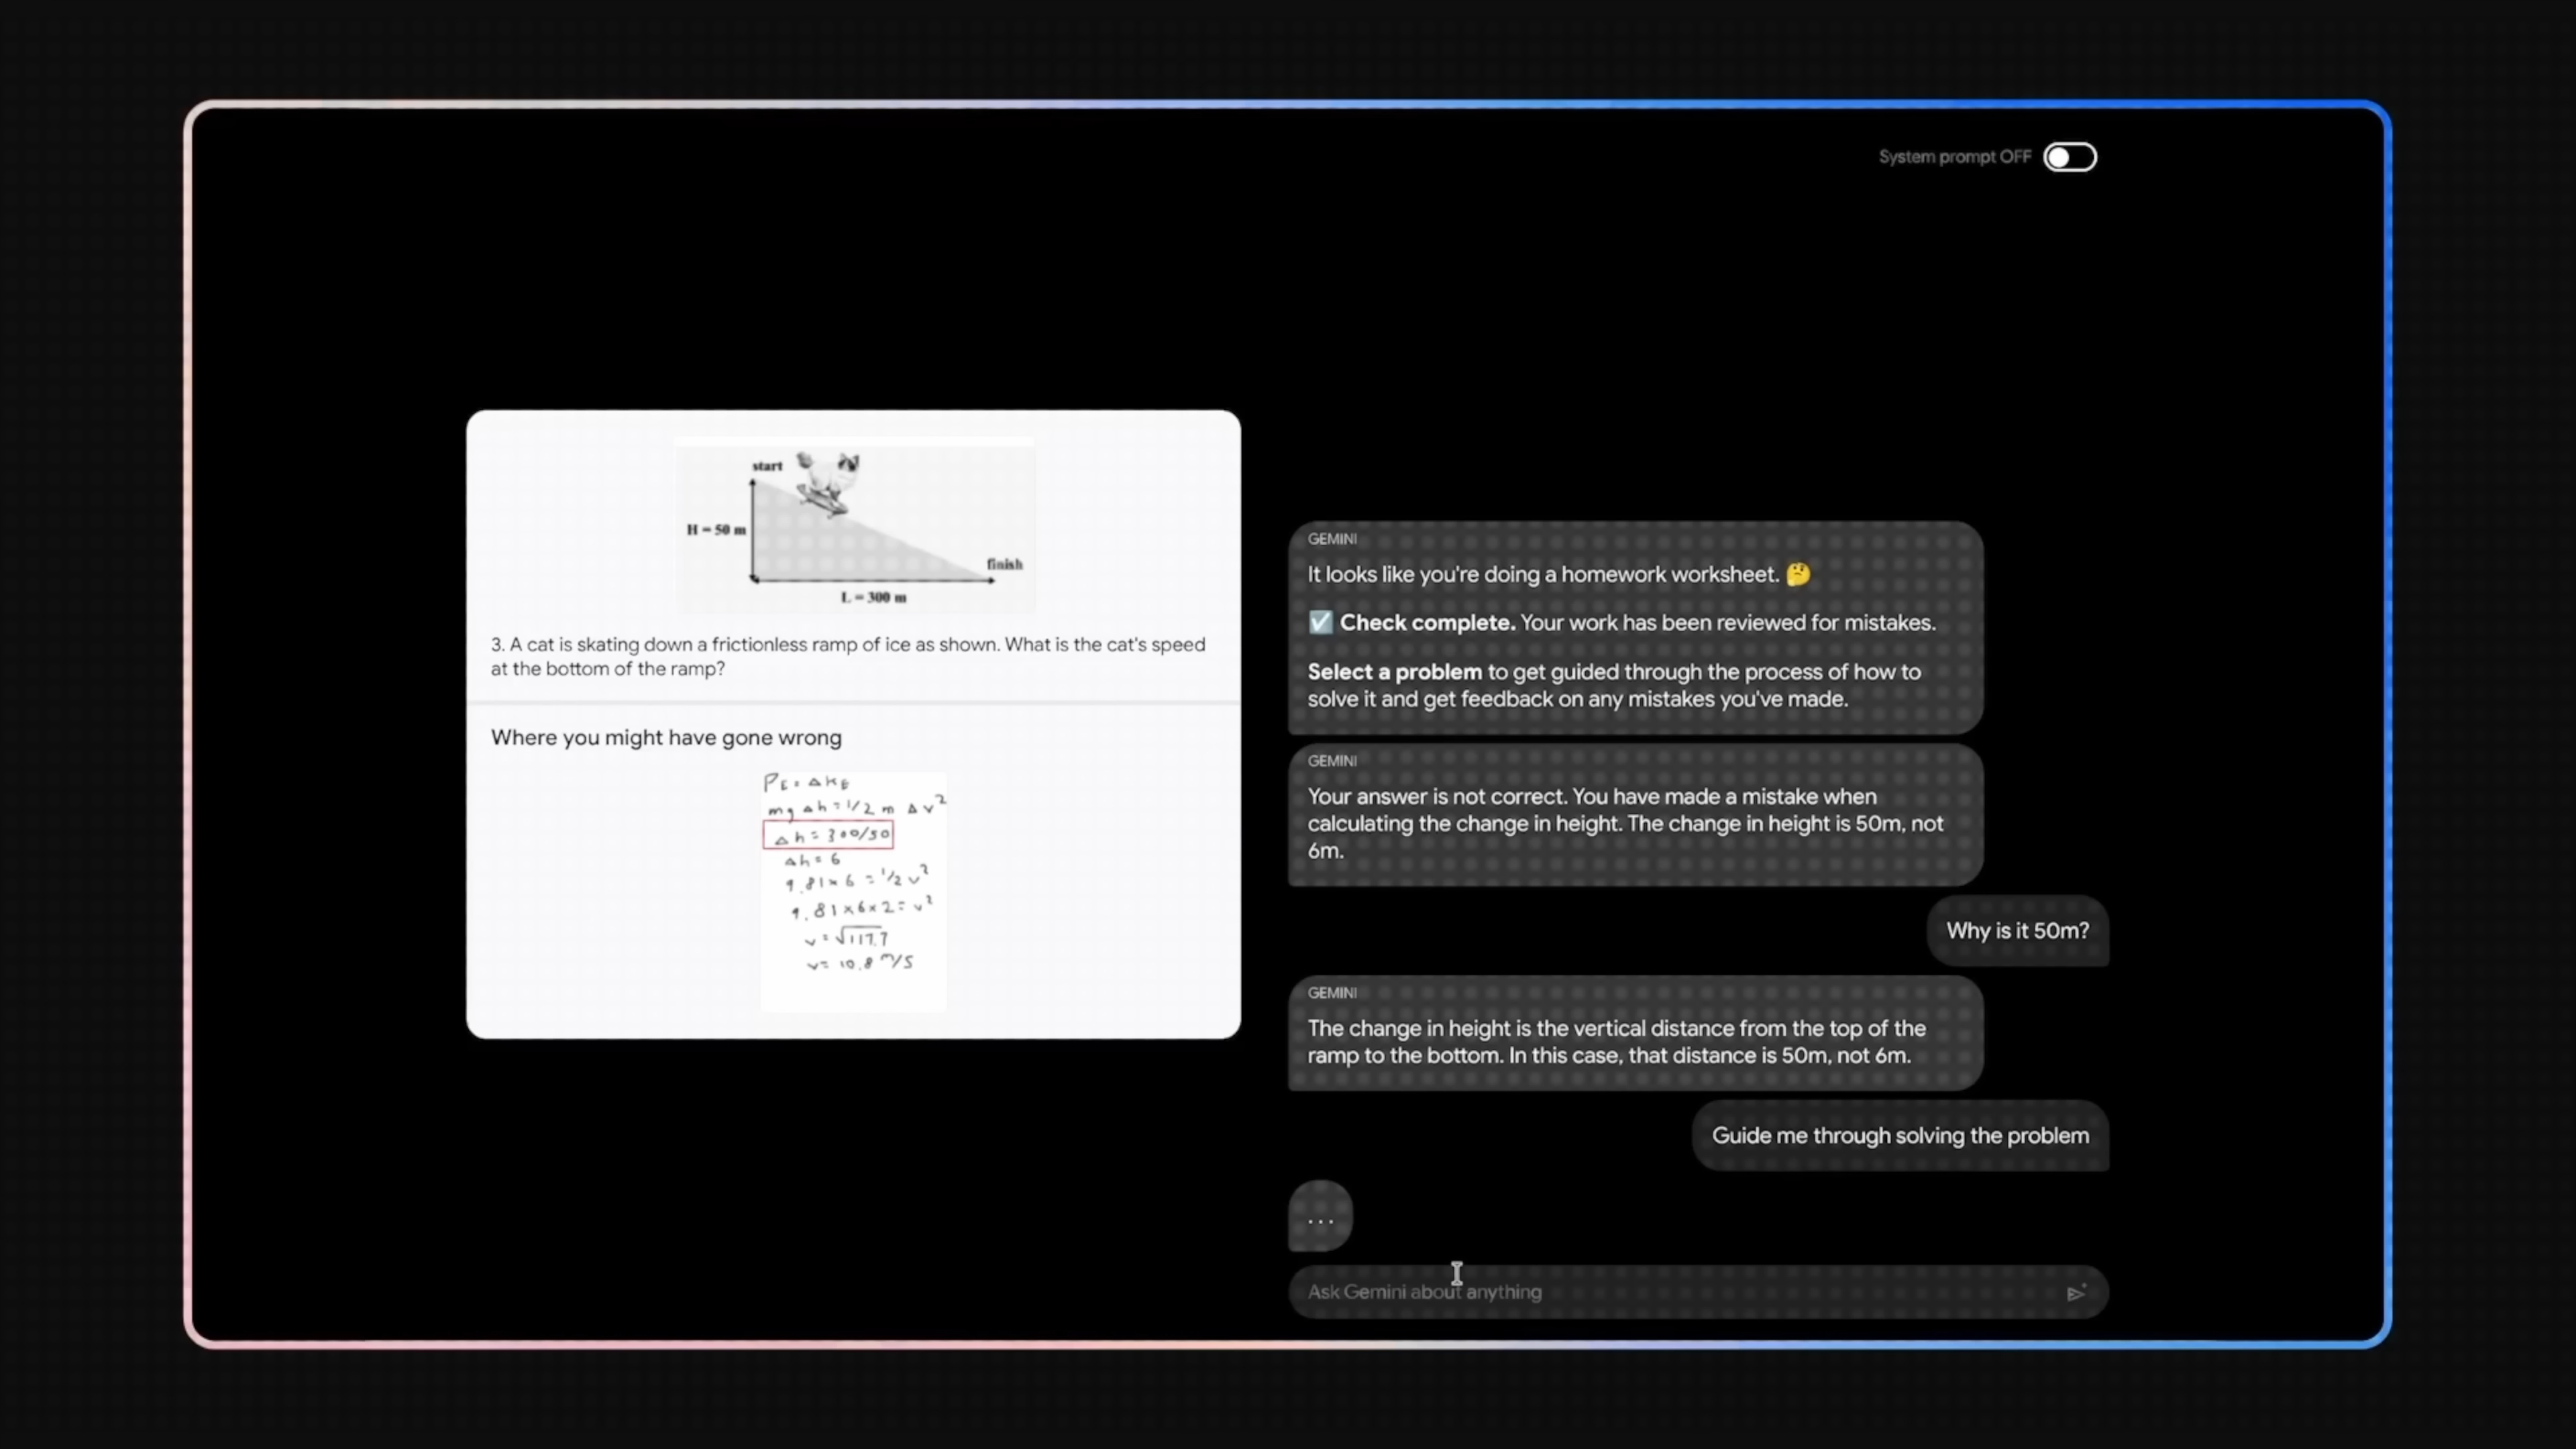 System prompt OFF
start
H = 50 m
finish
L = 300 m
3. A cat is skating down a frictionless ramp of ice as shown. What is the cat's speed
at the bottom of the ramp?
Where you might have gone wrong
PE = ΔKE
mgΔh = 1/2 m Δv²
Δh = 300/50
Δh = 6
9.81×6 = 1/2 v²
9.81×6×2 = v²
v = √117.7
v = 10.8 m/s
GEMINI
It looks like you're doing a homework worksheet. 🤔
☑️ Check complete. Your work has been reviewed for mistakes.
Select a problem to get guided through the process of how to
solve it and get feedback on any mistakes you've made.
GEMINI
Your answer is not correct. You have made a mistake when
calculating the change in height. The change in height is 50m, not
6m.
Why is it 50m?
GEMINI
The change in height is the vertical distance from the top of the
ramp to the bottom. In this case, that distance is 50m, not 6m.
Guide me through solving the problem
...
Ask Gemini about anything